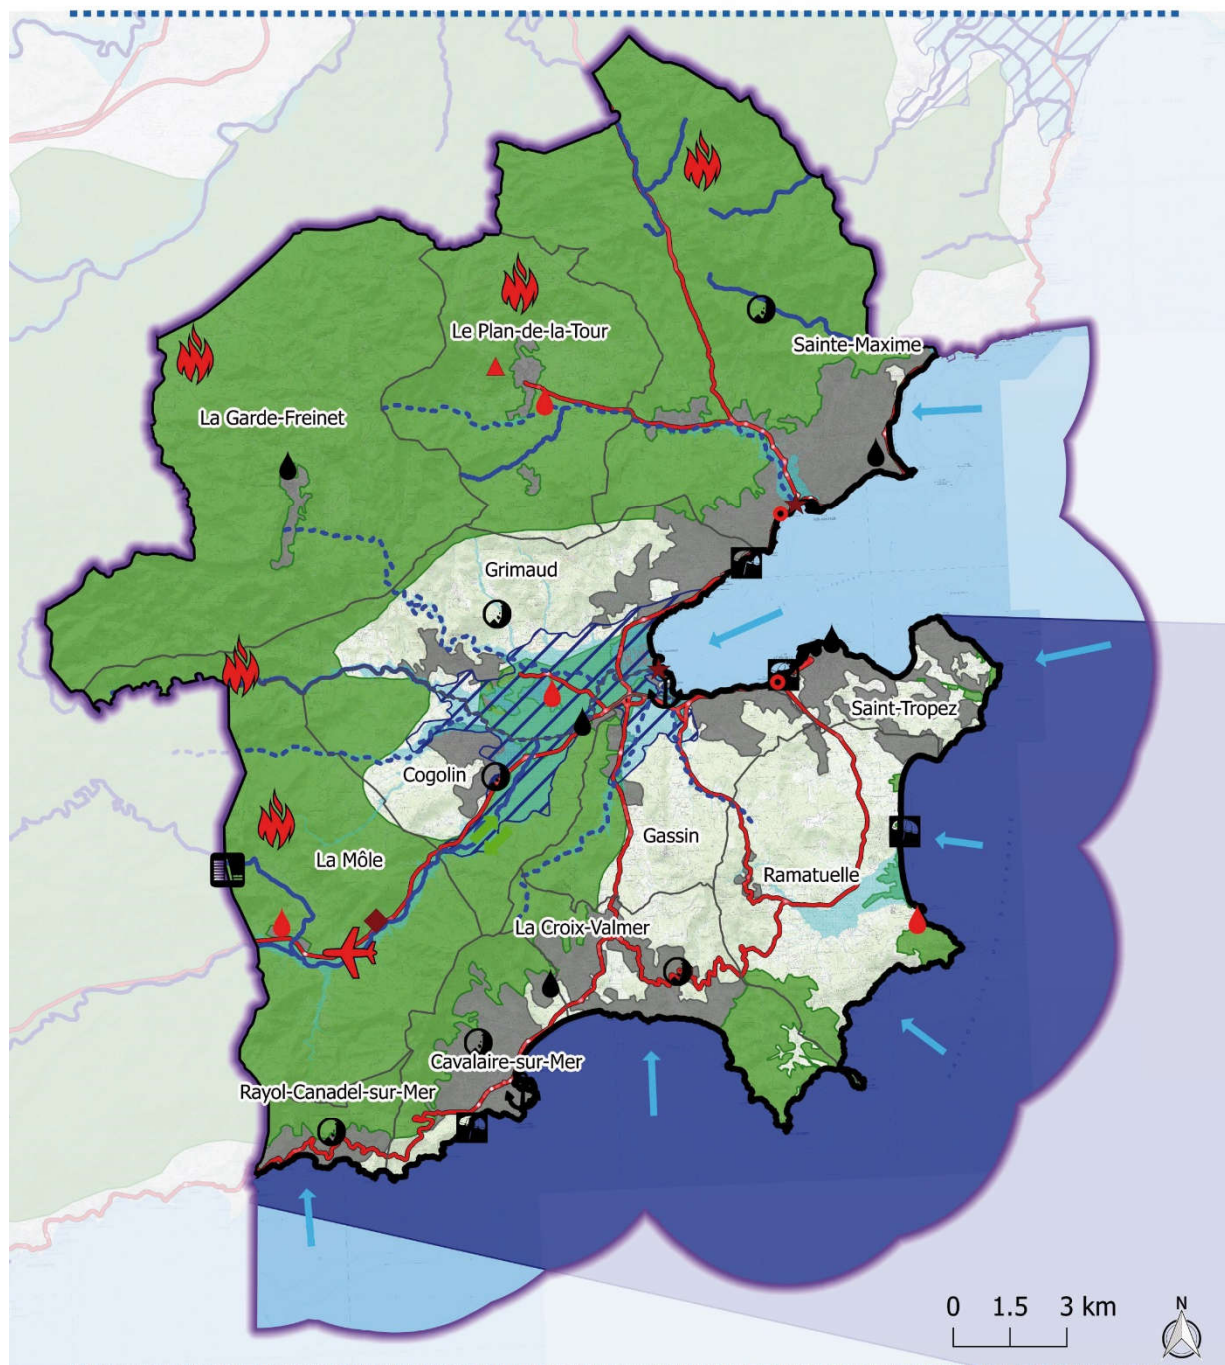 Le Plan-de-la-Tour
Sainte-Maxime
La Garde-Freinet
Grimaud
Saint-Tropez
Cogolin
Gassin
La Môle
Ramatuelle
La Croix-Valmer
Cavalaire-sur-Mer
Rayol-Canadel-sur-Mer
0 1.5 3 km
N